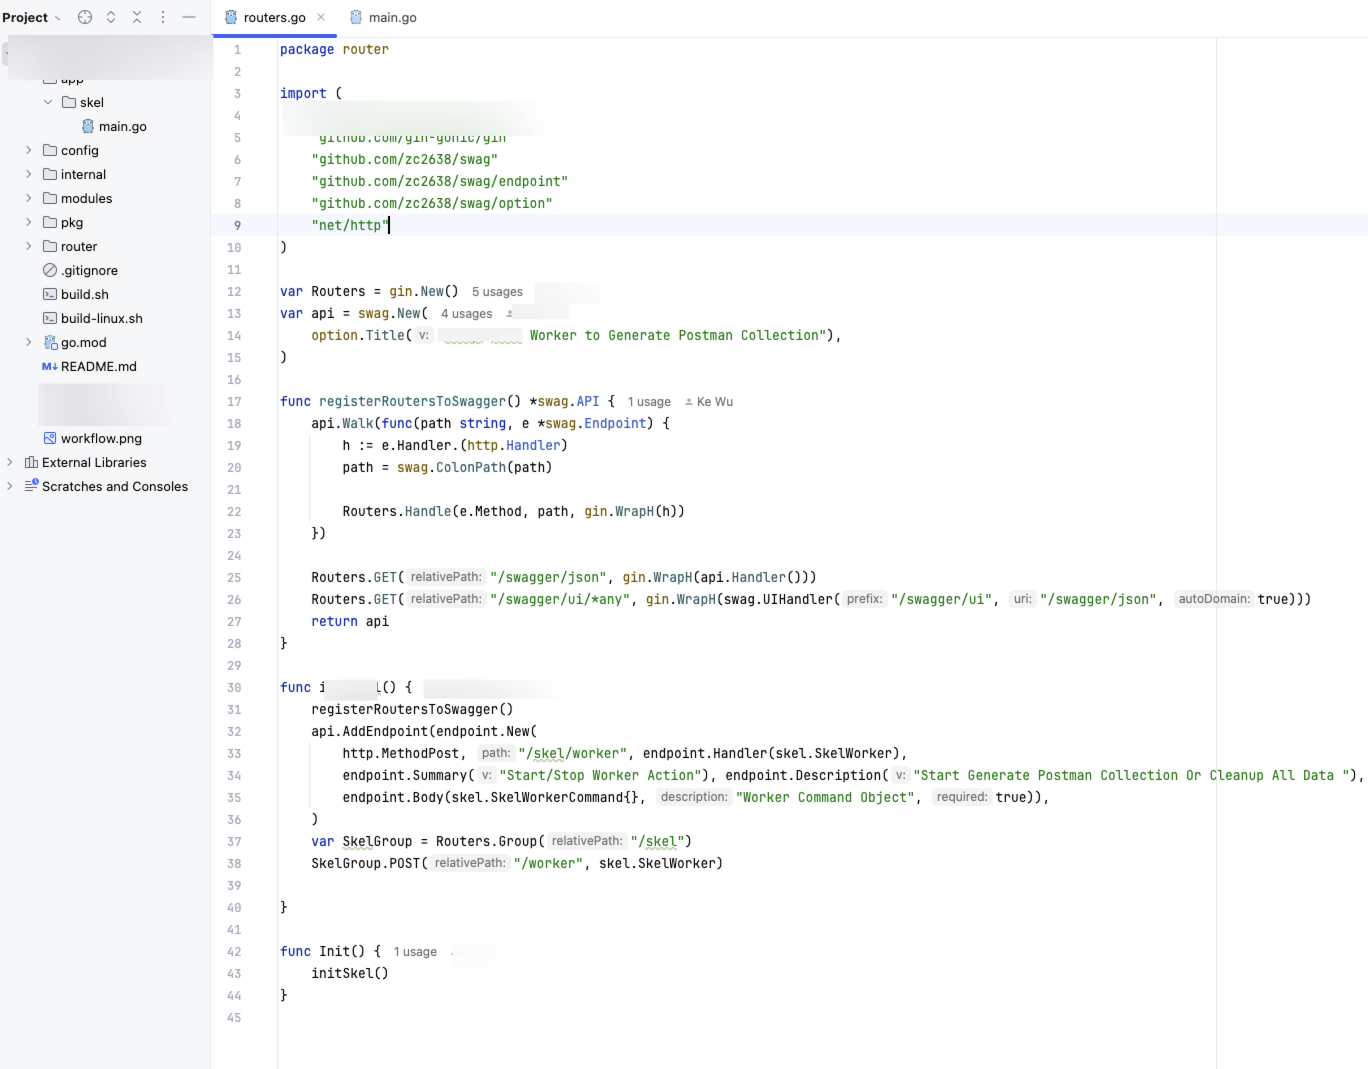 Project
routers.go
main.go
app
skel
main.go
config
internal
modules
pkg
router
.gitignore
build.sh
build-linux.sh
go.mod
M↓ README.md
workflow.png
External Libraries
Scratches and Consoles
1 package router
2
3 import (
4
5 "github.com/gin-gonic/gin
6 "github.com/zc2638/swag"
7 "github.com/zc2638/swag/endpoint"
8 "github.com/zc2638/swag/option"
9 "net/http"
10 )
11
12 var Routers = gin.New() 5 usages
13 var api = swag.New( 4 usages
14 option.Title( v: Worker to Generate Postman Collection"),
15 )
16
17 func registerRoutersToSwagger() *swag.API { 1 usage Ke Wu
18 api.Walk(func(path string, e *swag.Endpoint) {
19 h := e.Handler.(http.Handler)
20 path = swag.ColonPath(path)
21
22 Routers.Handle(e.Method, path, gin.WrapH(h))
23 })
24
25 Routers.GET( relativePath: "/swagger/json", gin.WrapH(api.Handler()))
26 Routers.GET( relativePath: "/swagger/ui/*any", gin.WrapH(swag.UIHandler( prefix: "/swagger/ui", uri: "/swagger/json", autoDomain: true)))
27 return api
28 }
29
30 func i l() {
31 registerRoutersToSwagger()
32 api.AddEndpoint(endpoint.New(
33 http.MethodPost, path: "/skel/worker", endpoint.Handler(skel.SkelWorker),
34 endpoint.Summary( v: "Start/Stop Worker Action"), endpoint.Description( v: "Start Generate Postman Collection Or Cleanup All Data "),
35 endpoint.Body(skel.SkelWorkerCommand{}, description: "Worker Command Object", required: true)),
36 )
37 var SkelGroup = Routers.Group( relativePath: "/skel")
38 SkelGroup.POST( relativePath: "/worker", skel.SkelWorker)
39
40 }
41
42 func Init() { 1 usage
43 initSkel()
44 }
45